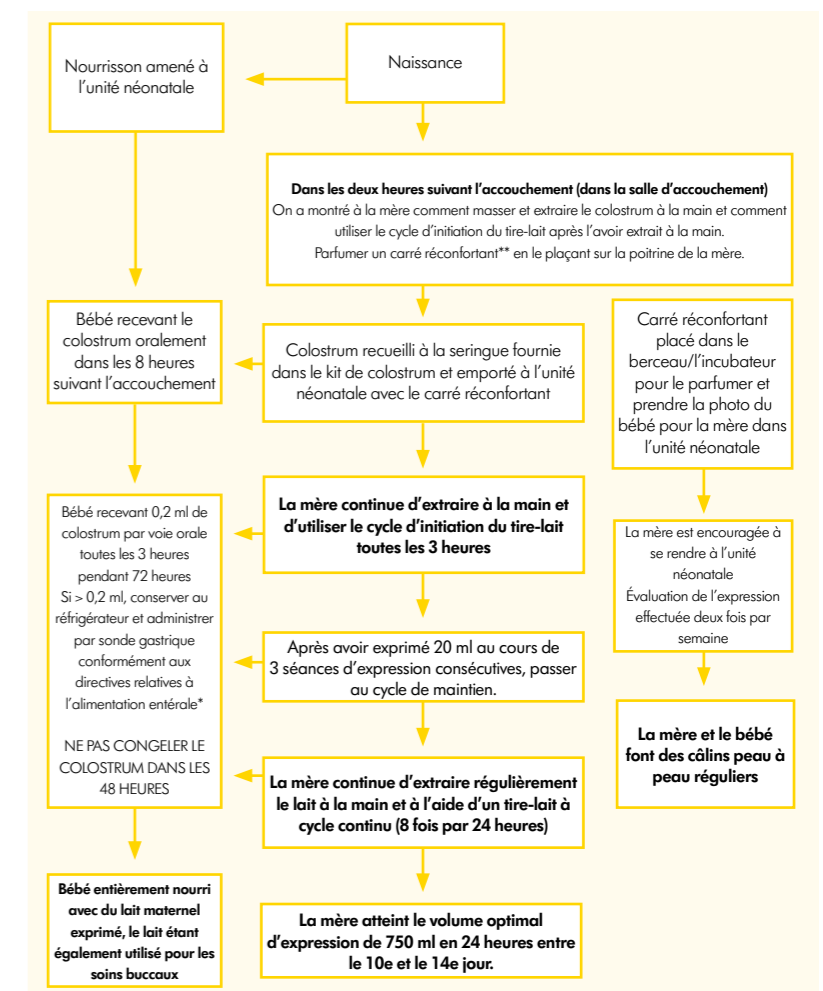 Nourrisson amené à
l'unité néonatale
Naissance
Dans les deux heures suivant l'accouchement (dans la salle d'accouchement)
On a montré à la mère comment masser et extraire le colostrum à la main et comment
utiliser le cycle d'initiation du tire-lait après l'avoir extrait à la main.
Parfumer un carré réconfortant** en le plaçant sur la poitrine de la mère.
Bébé recevant le
colostrum oralement
dans les 8 heures
suivant l'accouchement
Colostrum recueilli à la seringue fournie
dans le kit de colostrum et emporté à l'unité
néonatale avec le carré réconfortant
Carré réconfortant
placé dans le
berceau/l'incubateur
pour le parfumer et
prendre la photo du
bébé pour la mère dans
l'unité néonatale
Bébé recevant 0,2 ml de
colostrum par voie orale
toutes les 3 heures
pendant 72 heures
Si > 0,2 ml, conserver au
réfrigérateur et administrer
par sonde gastrique
conformément aux
directives relatives à
l'alimentation entérale*
NE PAS CONGELER LE
COLOSTRUM DANS LES
48 HEURES
La mère continue d'extraire à la main et
d'utiliser le cycle d'initiation du tire-lait
toutes les 3 heures
La mère est encouragée à
se rendre à l'unité
néonatale
Évaluation de l'expression
effectuée deux fois par
semaine
Après avoir exprimé 20 ml au cours de
3 séances d'expression consécutives, passer
au cycle de maintien.
La mère et le bébé
font des câlins peau à
peau réguliers
La mère continue d'extraire régulièrement
le lait à la main et à l'aide d'un tire-lait à
cycle continu (8 fois par 24 heures)
Bébé entièrement nourri
avec du lait maternel
exprimé, le lait étant
également utilisé pour les
soins buccaux
La mère atteint le volume optimal
d'expression de 750 ml en 24 heures entre
le 10e et le 14e jour.